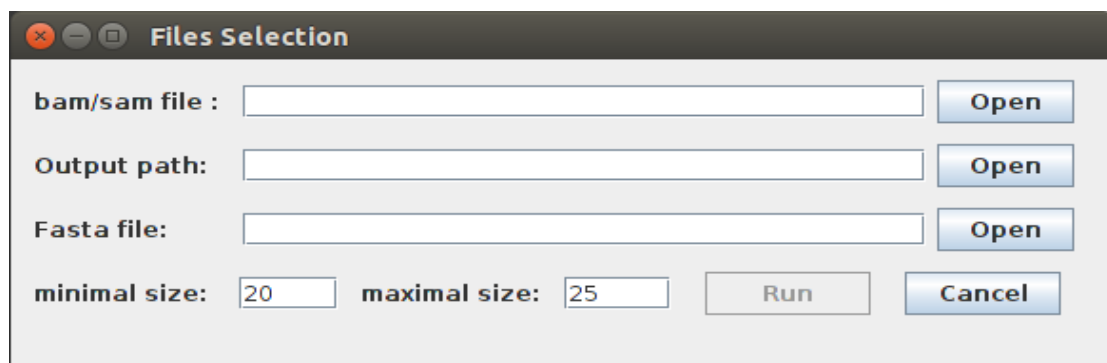 Files Selection
bam/sam file : Open
Output path: Open
Fasta file: Open
minimal size: 20 maximal size: 25 Run Cancel